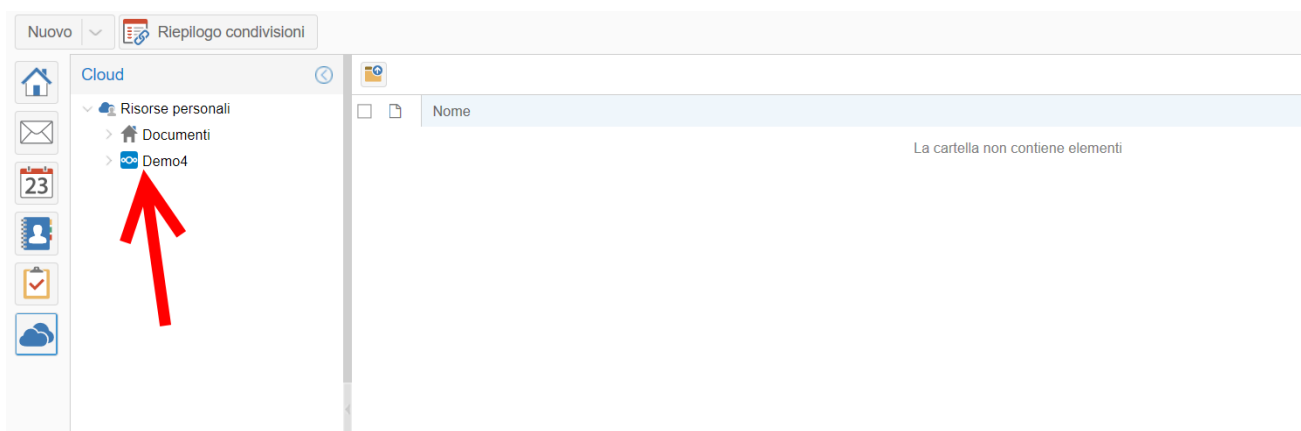 Nuovo
Riepilogo condivisioni
Cloud
Risorse personali
Documenti
Demo4
23
Nome
La cartella non contiene elementi